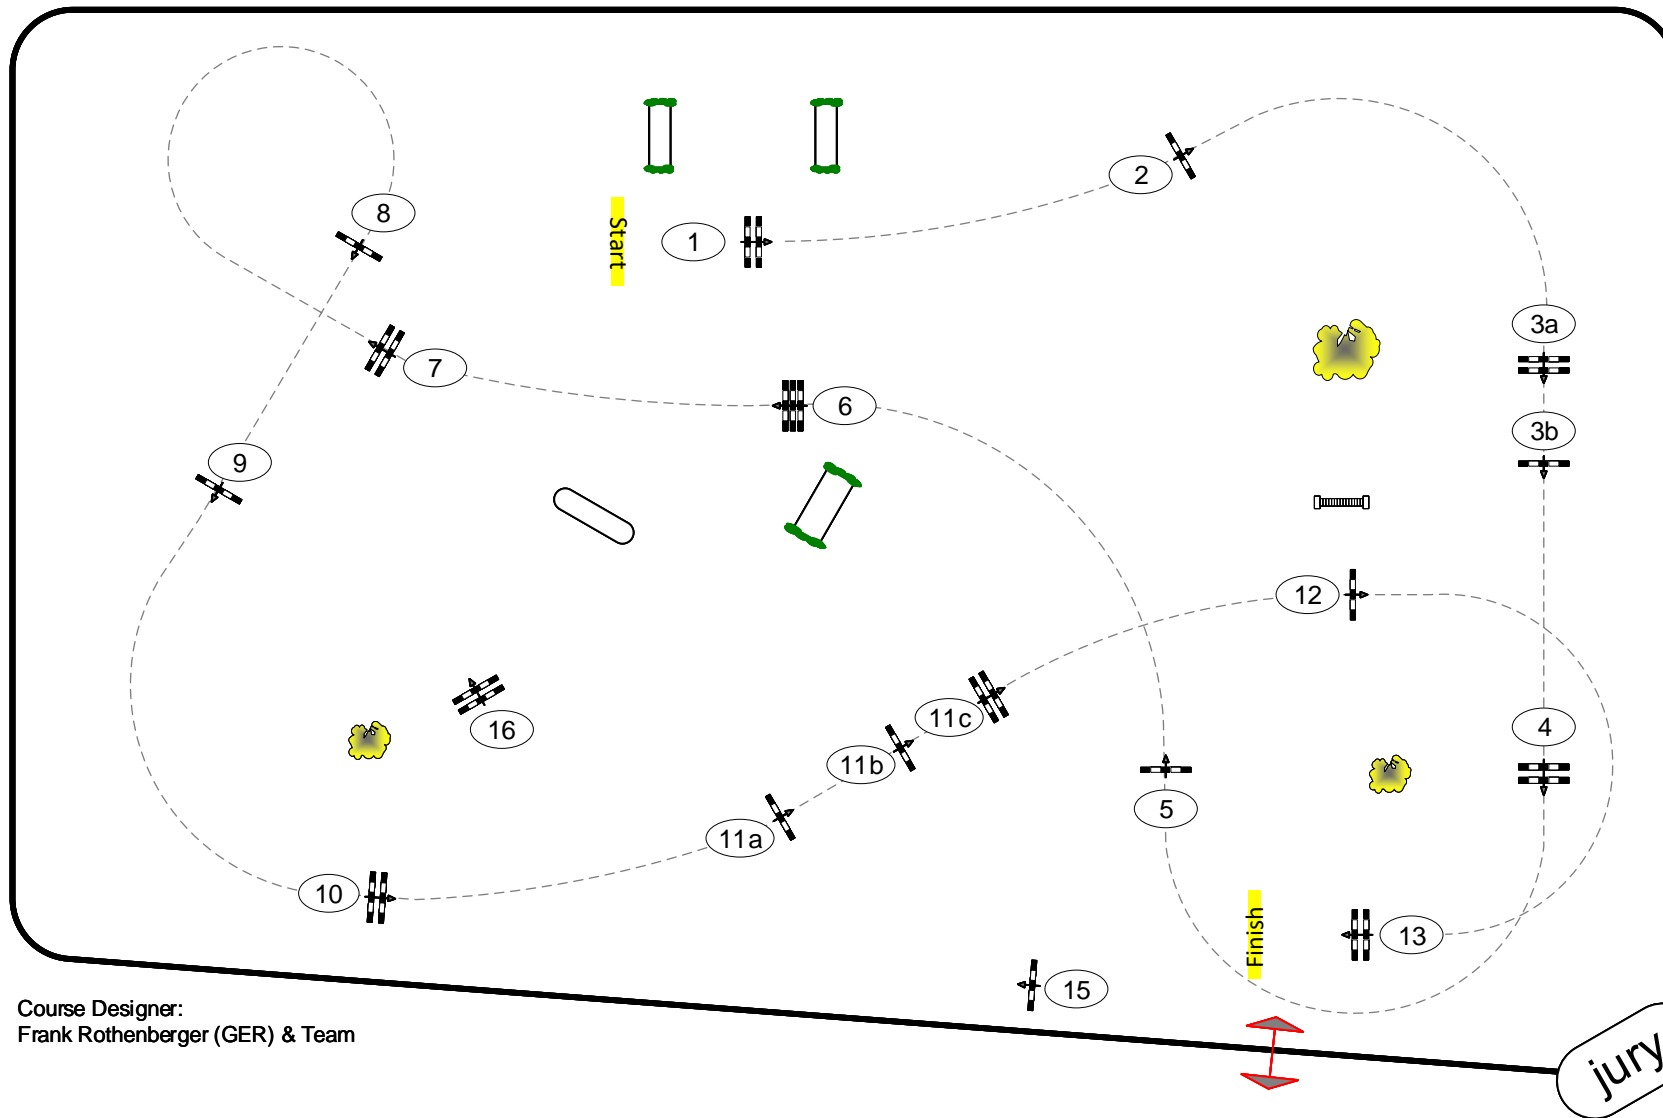 8
2
Start
1
3a
7
6
3b
9
12
16
11c
4
11b
5
11a
10
Finish
13
15
Course Designer:
Frank Rothenberger (GER) & Team
jury